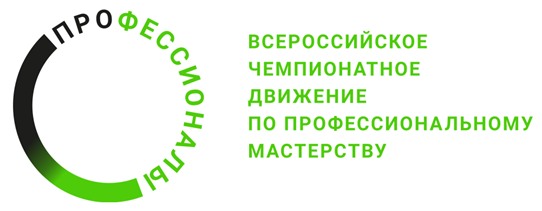 ПРОФЕССИОНАЛЫ
ВСЕРОССИЙСКОЕ
ЧЕМПИОНАТНОЕ
ДВИЖЕНИЕ
ПО ПРОФЕССИОНАЛЬНОМУ
МАСТЕРСТВУ